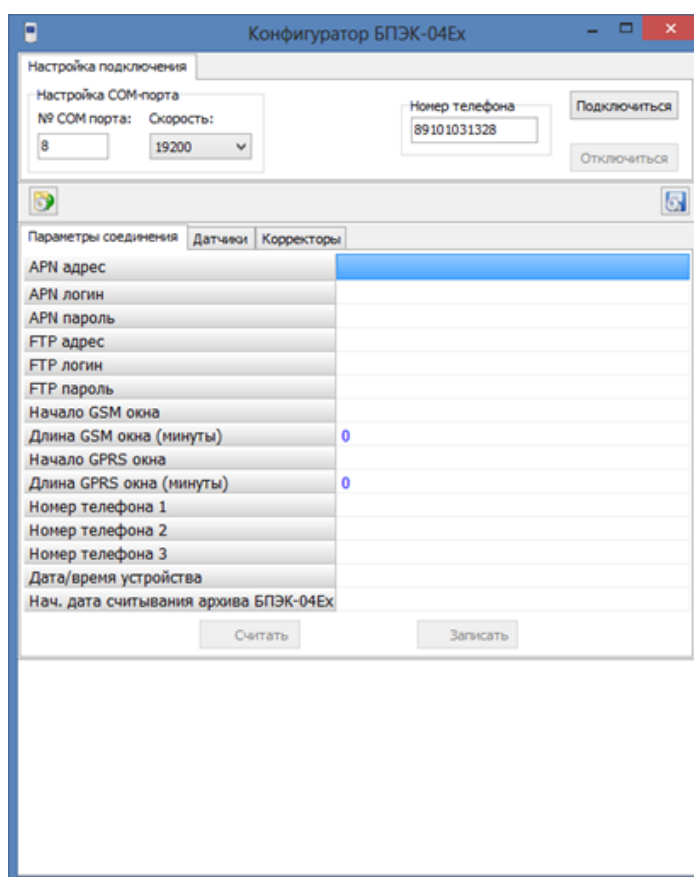 Конфигуратор БПЭК-04Ex
Настройка подключения
Настройка COM-порта
№ COM порта: Скорость:
8 19200
Номер телефона
89101031328
Подключиться
Отключиться
Параметры соединения Датчики Корректоры
APN адрес
APN логин
APN пароль
FTP адрес
FTP логин
FTP пароль
Начало GSM окна
Длина GSM окна (минуты) 0
Начало GPRS окна
Длина GPRS окна (минуты) 0
Номер телефона 1
Номер телефона 2
Номер телефона 3
Дата/время устройства
Нач. дата считывания архива БПЭК-04Ex
Считать Записать